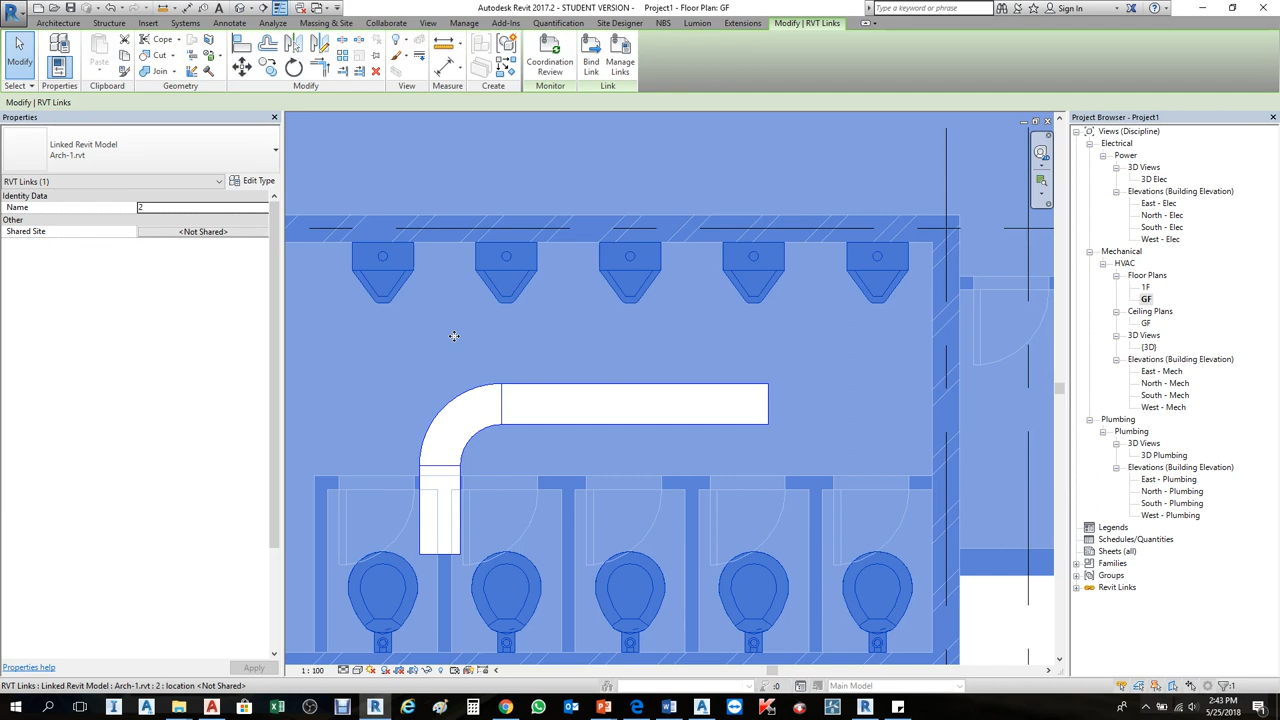 Autodesk Revit 2017.2 - STUDENT VERSION - Project1 - Floor Plan: GF
Type a keyword or phrase
Sign In
Architecture Structure Insert Systems Annotate Analyze Massing & Site Collaborate View Manage Add-Ins Quantification Site Designer NBS Lumion Extensions Modify | RVT Links
Cope
Cut
Join
Modify
Paste
Coordination Review
Bind Link
Manage Links
Select Properties Clipboard Geometry Modify View Measure Create Monitor Link
Modify | RVT Links
Properties
Linked Revit Model
Arch-1.rvt
RVT Links (1)
Edit Type
Identity Data
Name 2
Other
Shared Site <Not Shared>
Properties help
Apply
Project Browser - Project1
Views (Discipline)
Electrical
Power
3D Views
3D Elec
Elevations (Building Elevation)
East - Elec
North - Elec
South - Elec
West - Elec
Mechanical
HVAC
Floor Plans
1F
GF
Ceiling Plans
GF
3D Views
{3D}
Elevations (Building Elevation)
East - Mech
North - Mech
South - Mech
West - Mech
Plumbing
Plumbing
3D Views
3D Plumbing
Elevations (Building Elevation)
East - Plumbing
North - Plumbing
South - Plumbing
West - Plumbing
Legends
Schedules/Quantities
Sheets (all)
Families
Groups
Revit Links
1 : 100
RVT Links : Linked Revit Model : Arch-1.rvt : 2 : location <Not Shared>
:0
Main Model
:1
2:43 PM
5/25/2018